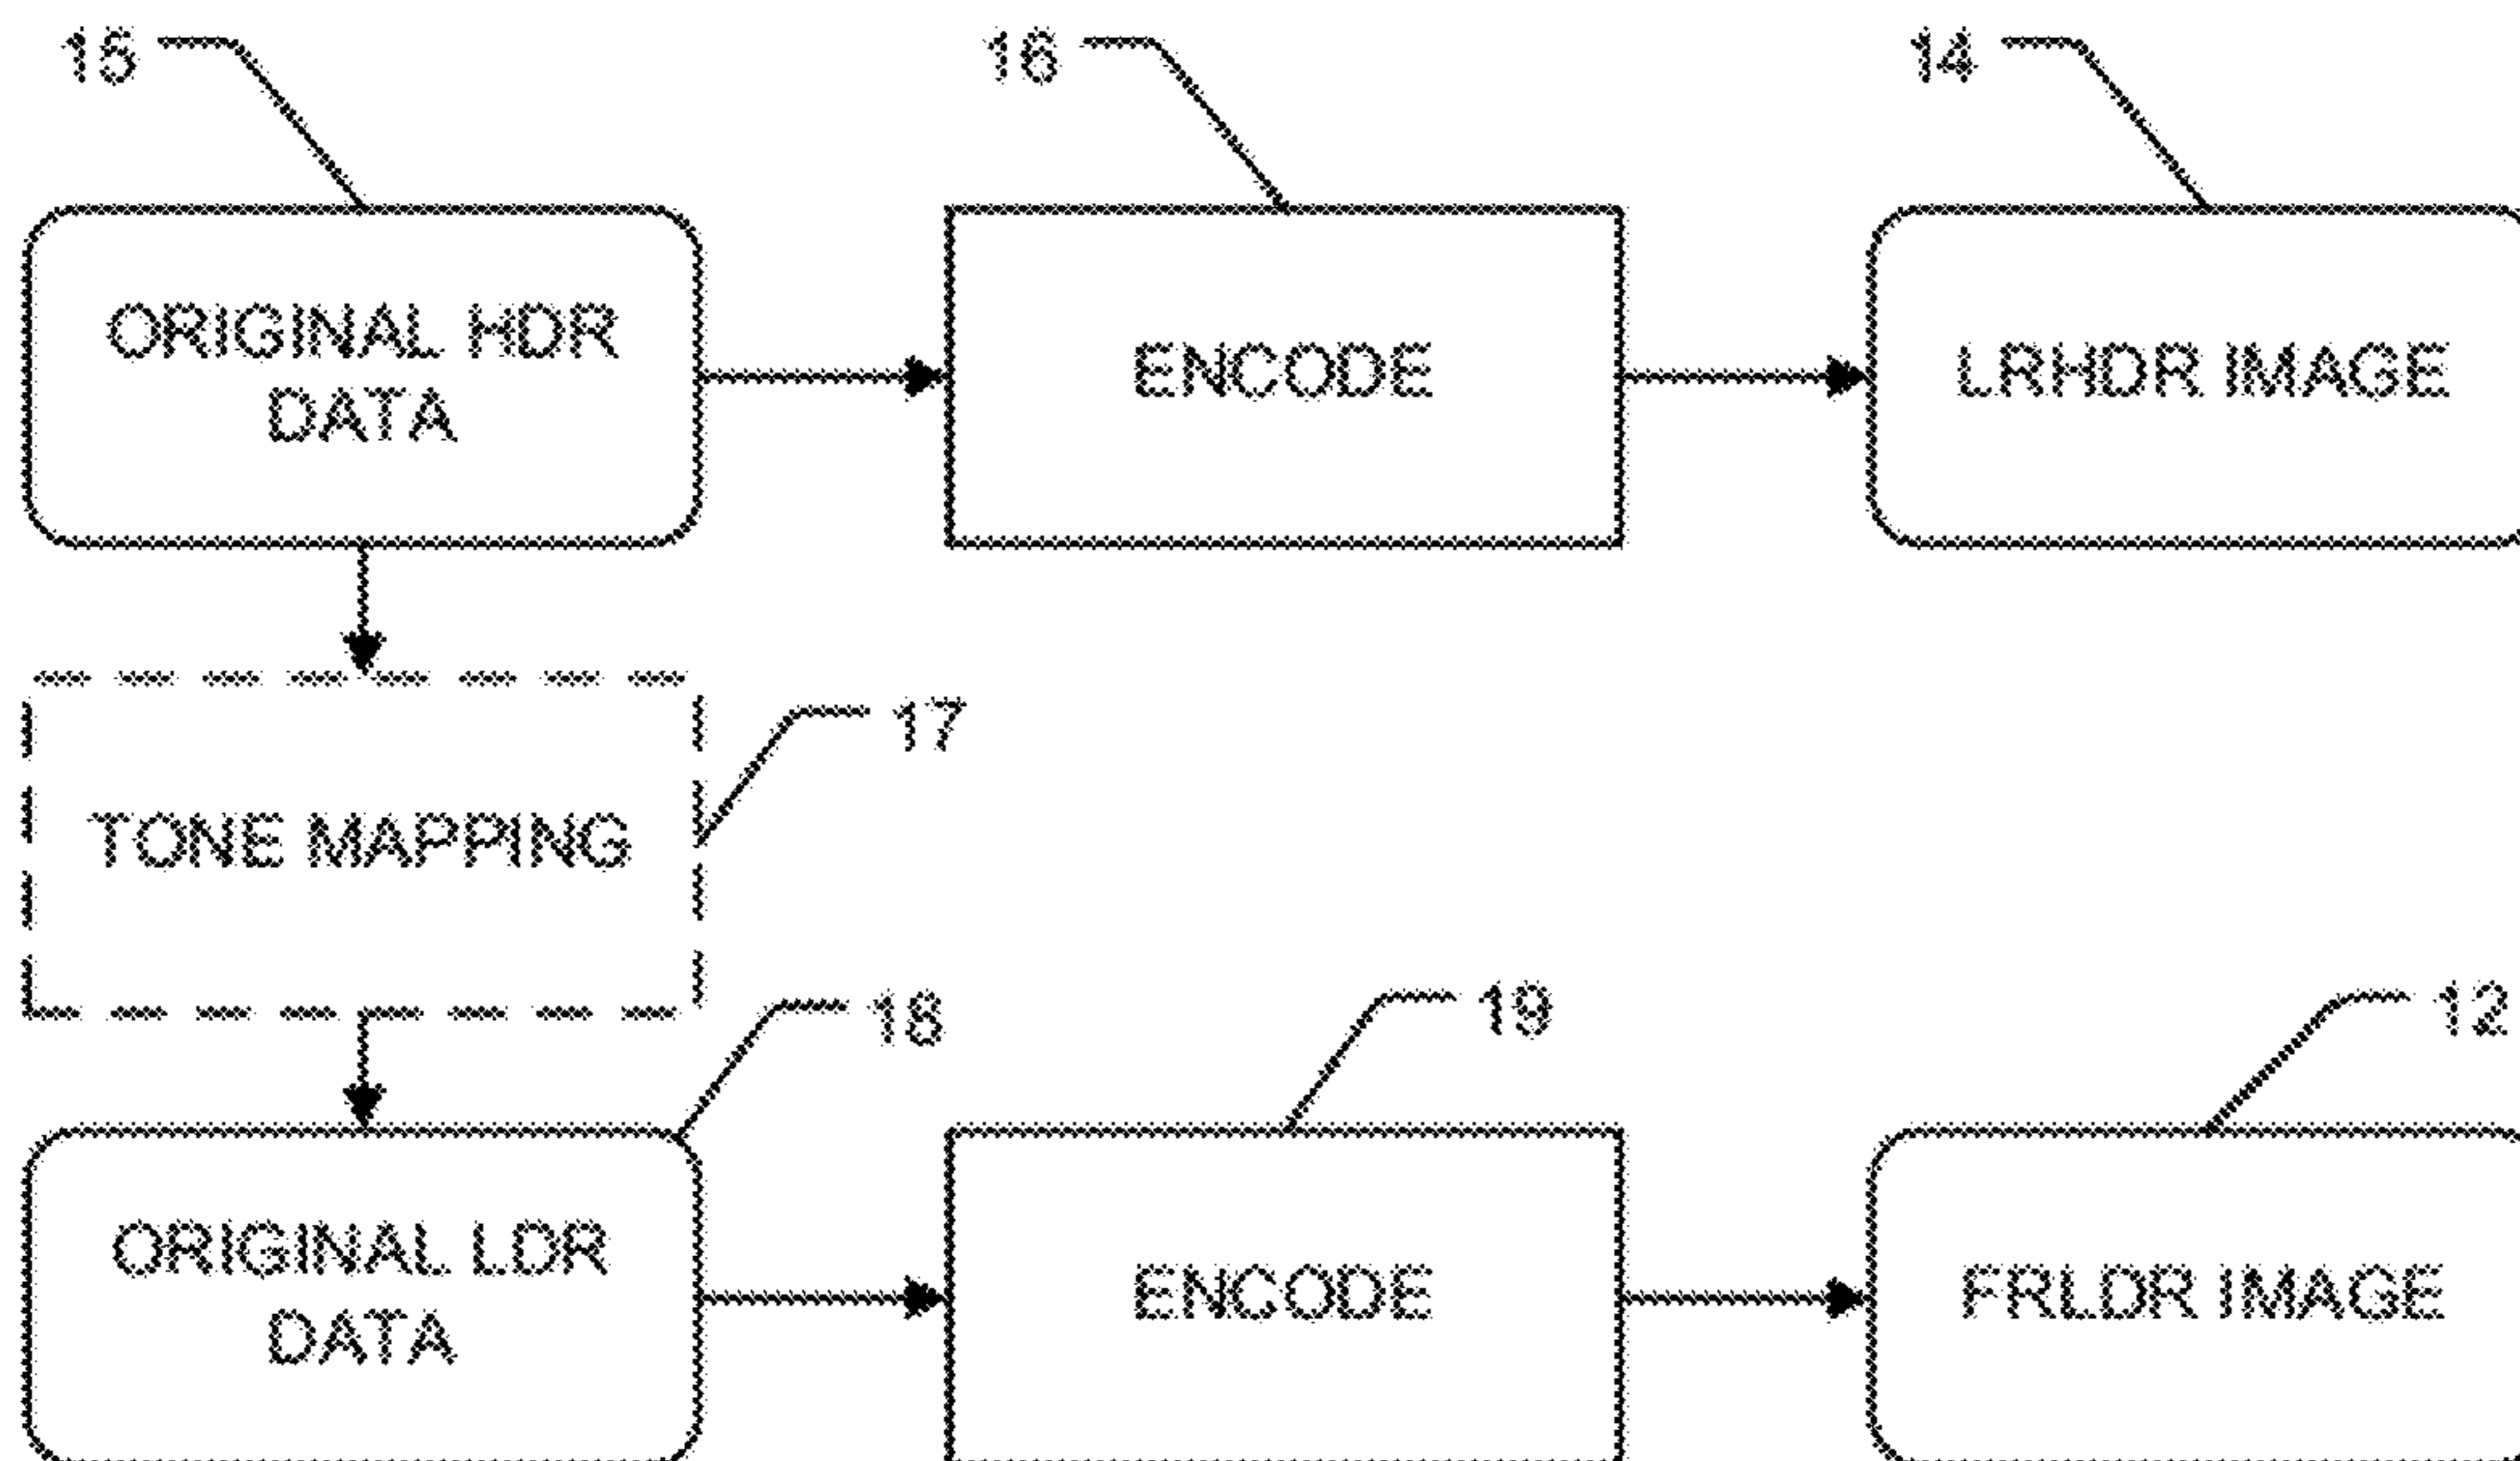 15
16
14
ORIGINAL HDR
DATA
ENCODE
LRHDR IMAGE
17
TONE MAPPING
18
19
12
ORIGINAL LDR
DATA
ENCODE
FRLDR IMAGE